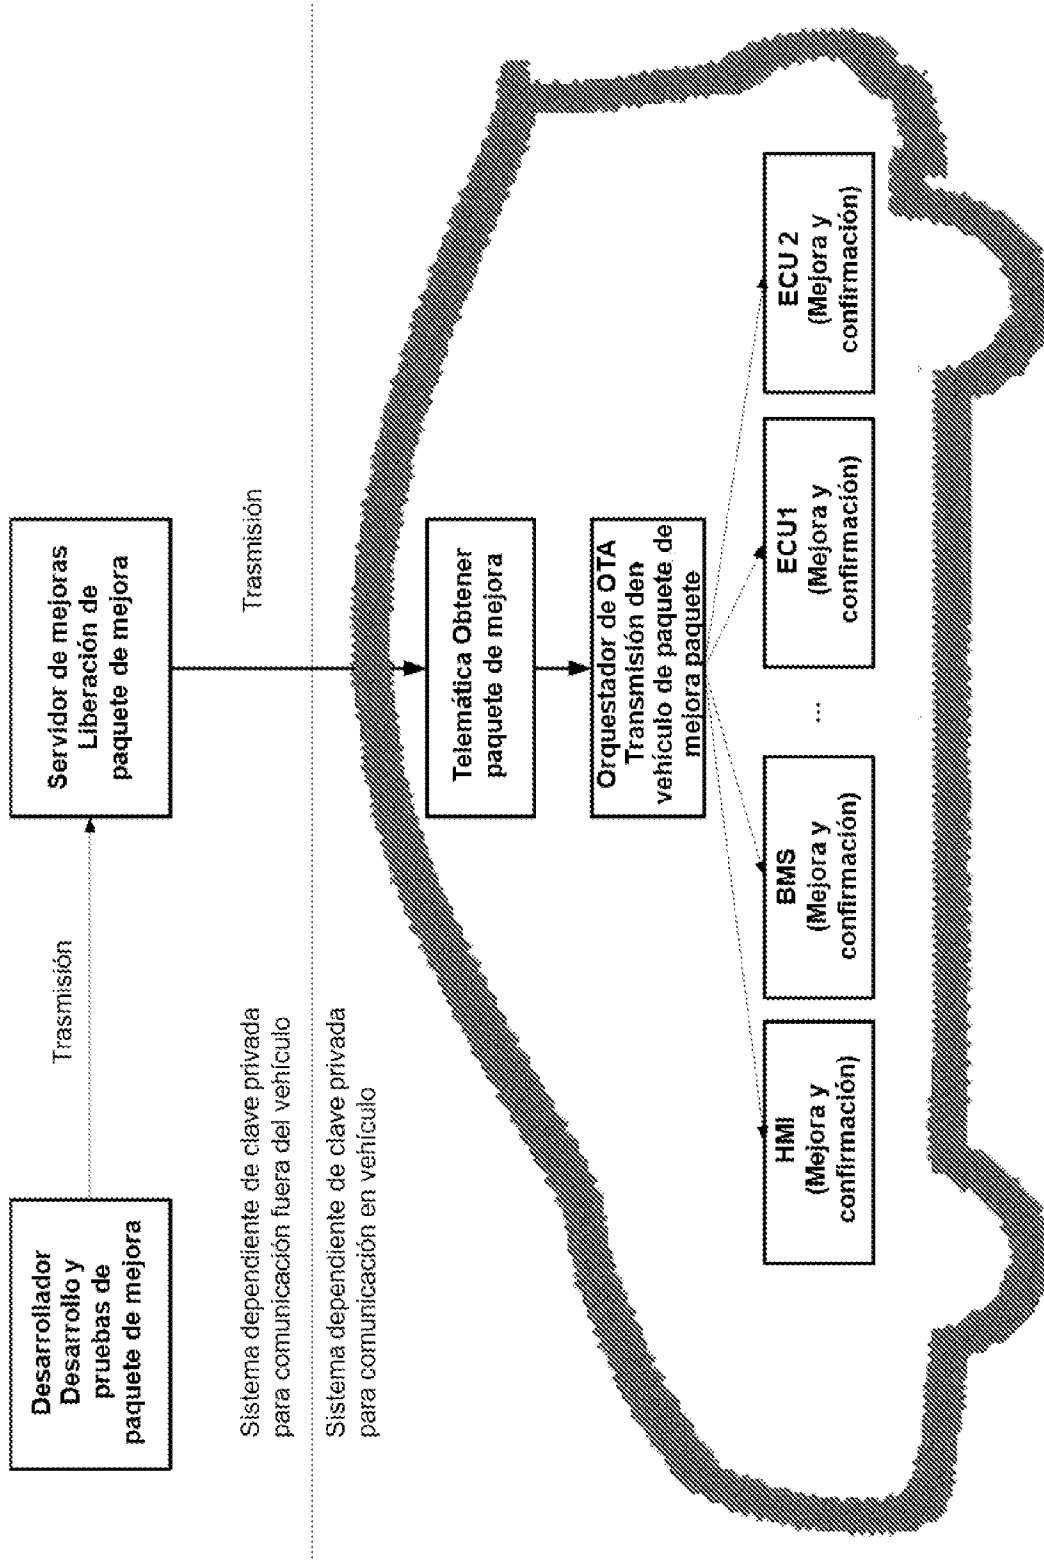 Desarrollador
Desarrollo y
pruebas de
paquete de mejora
Trasmisión
Servidor de mejoras
Liberación de
paquete de mejora
Sistema dependiente de clave privada
para comunicación fuera del vehículo
Trasmisión
Sistema dependiente de clave privada
para comunicación en vehículo
Telemática Obtener
paquete de mejora
Orquestador de OTA
Transmisión den
vehículo de paquete de
mejora paquete
HMI
(Mejora y
confirmación)
BMS
(Mejora y
confirmación)
...
ECU1
(Mejora y
confirmación)
ECU 2
(Mejora y
confirmación)